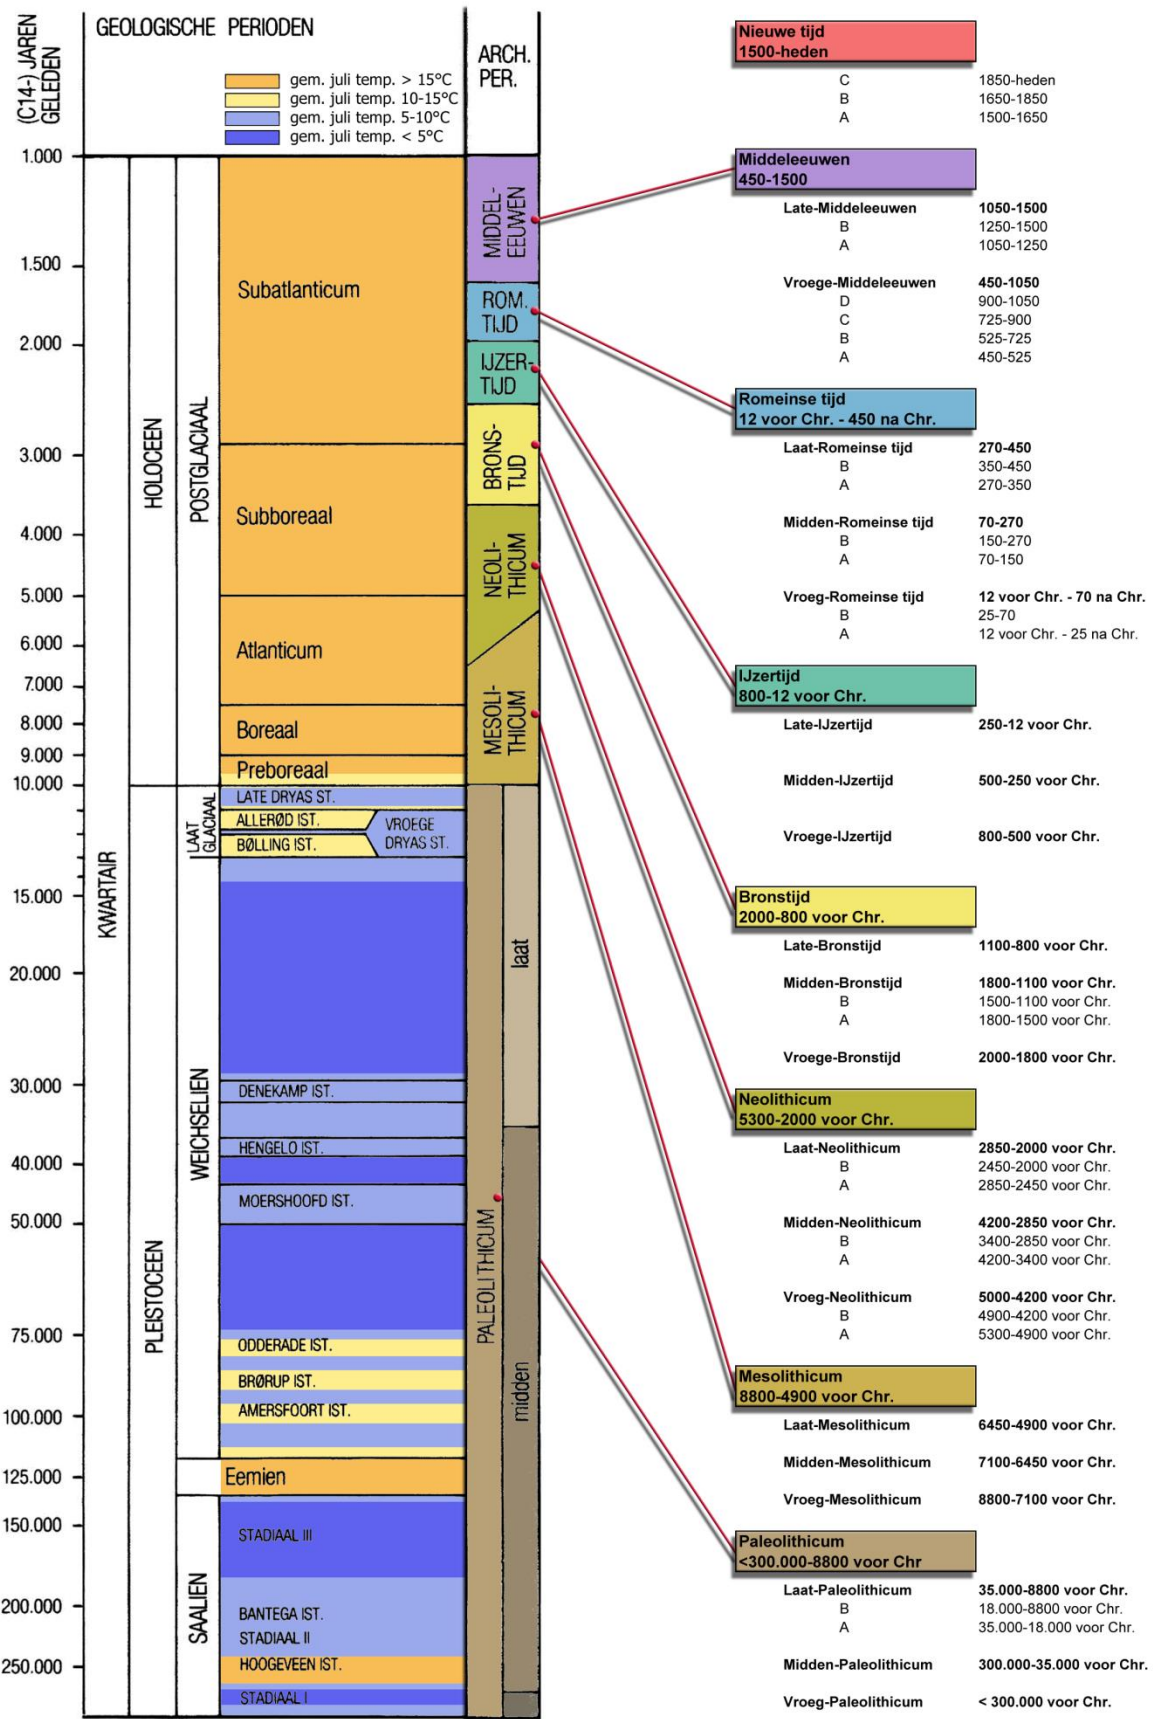 (C14-) JAREN
GELEDEN
GEOLOGISCHE PERIODEN
gem. juli temp. > 15°C
gem. juli temp. 10-15°C
gem. juli temp. 5-10°C
gem. juli temp. < 5°C
ARCH.
PER.
1.000
1.500
2.000
3.000
4.000
5.000
6.000
7.000
8.000
9.000
10.000
15.000
20.000
30.000
40.000
50.000
75.000
100.000
125.000
150.000
200.000
250.000
KWARTAIR
HOLOCEEN
PLEISTOCEEN
POSTGLACIAAL
LAAT
GLACIAAL
WEICHSELIEN
SAALIEN
Subatlanticum
Subboreaal
Atlanticum
Boreaal
Preboreaal
LATE DRYAS ST.
ALLERØD IST.
VROEGE
DRYAS ST.
BØLLING IST.
DENEKAMP IST.
HENGELO IST.
MOERSHOOFD IST.
ODDERADE IST.
BRØRUP IST.
AMERSFOORT IST.
Eemien
STADIAAL III
BANTEGA IST.
STADIAAL II
HOOGEVEEN IST.
STADIAAL I
MIDDEL-
EEUWEN
ROM.
TIJD
IJZER-
TIJD
BRONS-
TIJD
NEOLI-
THICUM
MESOLI-
THICUM
PALEOLITHICUM
laat
midden
Nieuwe tijd
1500-heden
C 1850-heden
B 1650-1850
A 1500-1650
Middeleeuwen
450-1500
Late-Middeleeuwen 1050-1500
B 1250-1500
A 1050-1250
Vroege-Middeleeuwen 450-1050
D 900-1050
C 725-900
B 525-725
A 450-525
Romeinse tijd
12 voor Chr. - 450 na Chr.
Laat-Romeinse tijd 270-450
B 350-450
A 270-350
Midden-Romeinse tijd 70-270
B 150-270
A 70-150
Vroeg-Romeinse tijd 12 voor Chr. - 70 na Chr.
B 25-70
A 12 voor Chr. - 25 na Chr.
IJzertijd
800-12 voor Chr.
Late-IJzertijd 250-12 voor Chr.
Midden-IJzertijd 500-250 voor Chr.
Vroege-IJzertijd 800-500 voor Chr.
Bronstijd
2000-800 voor Chr.
Late-Bronstijd 1100-800 voor Chr.
Midden-Bronstijd 1800-1100 voor Chr.
B 1500-1100 voor Chr.
A 1800-1500 voor Chr.
Vroege-Bronstijd 2000-1800 voor Chr.
Neolithicum
5300-2000 voor Chr.
Laat-Neolithicum 2850-2000 voor Chr.
B 2450-2000 voor Chr.
A 2850-2450 voor Chr.
Midden-Neolithicum 4200-2850 voor Chr.
B 3400-2850 voor Chr.
A 4200-3400 voor Chr.
Vroeg-Neolithicum 5000-4200 voor Chr.
B 4900-4200 voor Chr.
A 5300-4900 voor Chr.
Mesolithicum
8800-4900 voor Chr.
Laat-Mesolithicum 6450-4900 voor Chr.
Midden-Mesolithicum 7100-6450 voor Chr.
Vroeg-Mesolithicum 8800-7100 voor Chr.
Paleolithicum
<300.000-8800 voor Chr
Laat-Paleolithicum 35.000-8800 voor Chr.
B 18.000-8800 voor Chr.
A 35.000-18.000 voor Chr.
Midden-Paleolithicum 300.000-35.000 voor Chr.
Vroeg-Paleolithicum < 300.000 voor Chr.